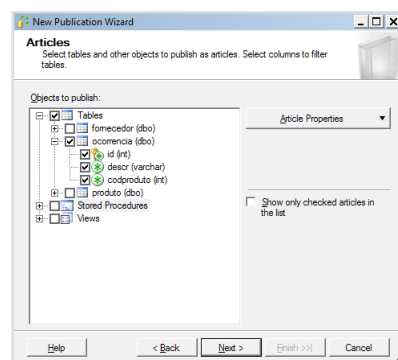 New Publication Wizard
Articles
Select tables and other objects to publish as articles. Select columns to filter
tables.
Objects to publish:
Tables
fornecedor (dbo)
ocorrencia (dbo)
id (int)
descr (varchar)
codproduto (int)
produto (dbo)
Stored Procedures
Views
Article Properties
Show only checked articles in
the list
Help
< Back
Next >
Finish >>|
Cancel